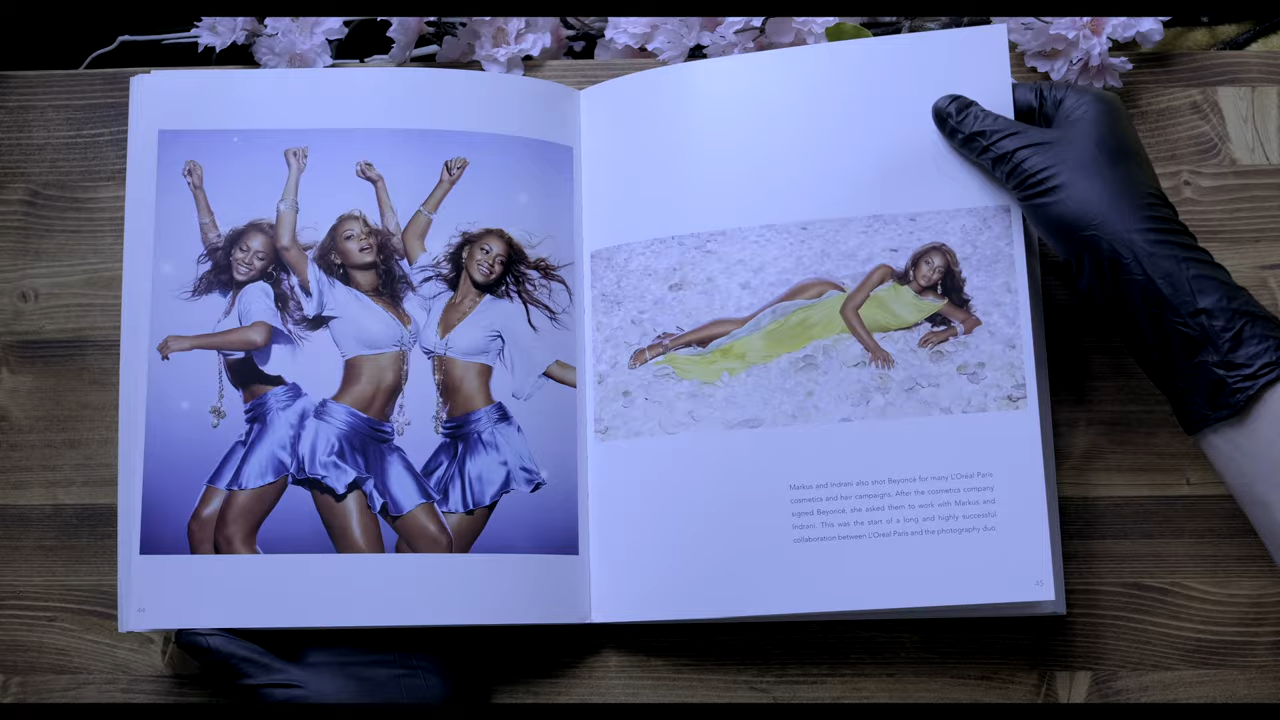 Markus and Indrani also shot Beyoncé for many L'Oréal Paris
cosmetics and hair campaigns. After the cosmetics company
signed Beyoncé, she asked them to work with Markus and
Indrani. This was the start of a long and highly successful
collaboration between L'Oréal Paris and the photography duo.
44
45